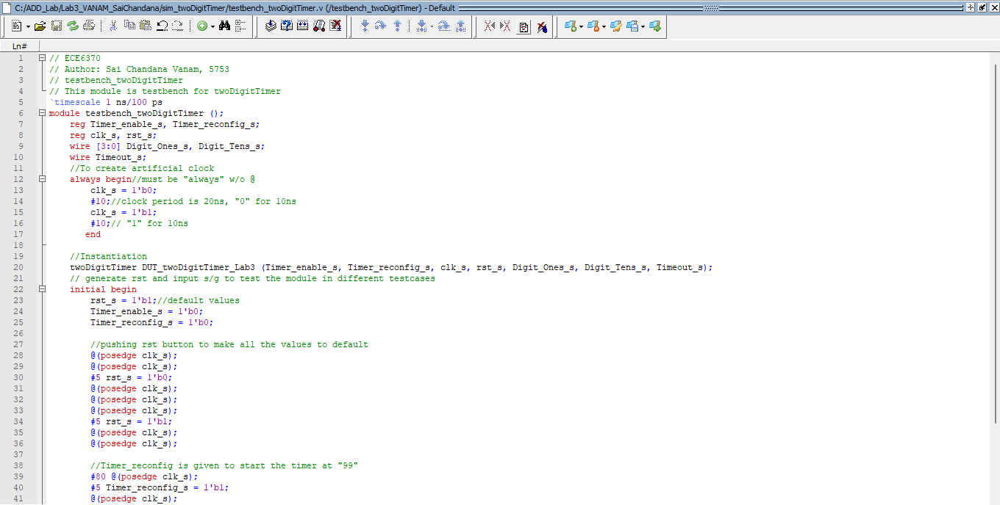 C:/ADD_Lab/Lab3_VANAM_SaiChandana/sim_twoDigitTimer/testbench_twoDigitTimer.v (/testbench_twoDigitTimer) - Default
Ln#
1 // ECE6370
2 // Author: Sai Chandana Vanam, 5753
3 // testbench_twoDigitTimer
4 // This module is testbench for twoDigitTimer
5 `timescale 1 ns/100 ps
6 module testbench_twoDigitTimer ();
7 reg Timer_enable_s, Timer_reconfig_s;
8 reg clk_s, rst_s;
9 wire [3:0] Digit_Ones_s, Digit_Tens_s;
10 wire Timeout_s;
11 //To create artificial clock
12 always begin//must be "always" w/o @
13 clk_s = 1'b0;
14 #10;//clock period is 20ns, "0" for 10ns
15 clk_s = 1'b1;
16 #10;// "1" for 10ns
17 end
18
19 //Instantiation
20 twoDigitTimer DUT_twoDigitTimer_Lab3 (Timer_enable_s, Timer_reconfig_s, clk_s, rst_s, Digit_Ones_s, Digit_Tens_s, Timeout_s);
21 // generate rst and input s/g to test the module in different testcases
22 initial begin
23 rst_s = 1'b1;//default values
24 Timer_enable_s = 1'b0;
25 Timer_reconfig_s = 1'b0;
26
27 //pushing rst button to make all the values to default
28 @(posedge clk_s);
29 @(posedge clk_s);
30 #5 rst_s = 1'b0;
31 @(posedge clk_s);
32 @(posedge clk_s);
33 @(posedge clk_s);
34 #5 rst_s = 1'b1;
35 @(posedge clk_s);
36 @(posedge clk_s);
37
38 //Timer_reconfig is given to start the timer at "99"
39 #80 @(posedge clk_s);
40 #5 Timer_reconfig_s = 1'b1;
41 @(posedge clk_s);